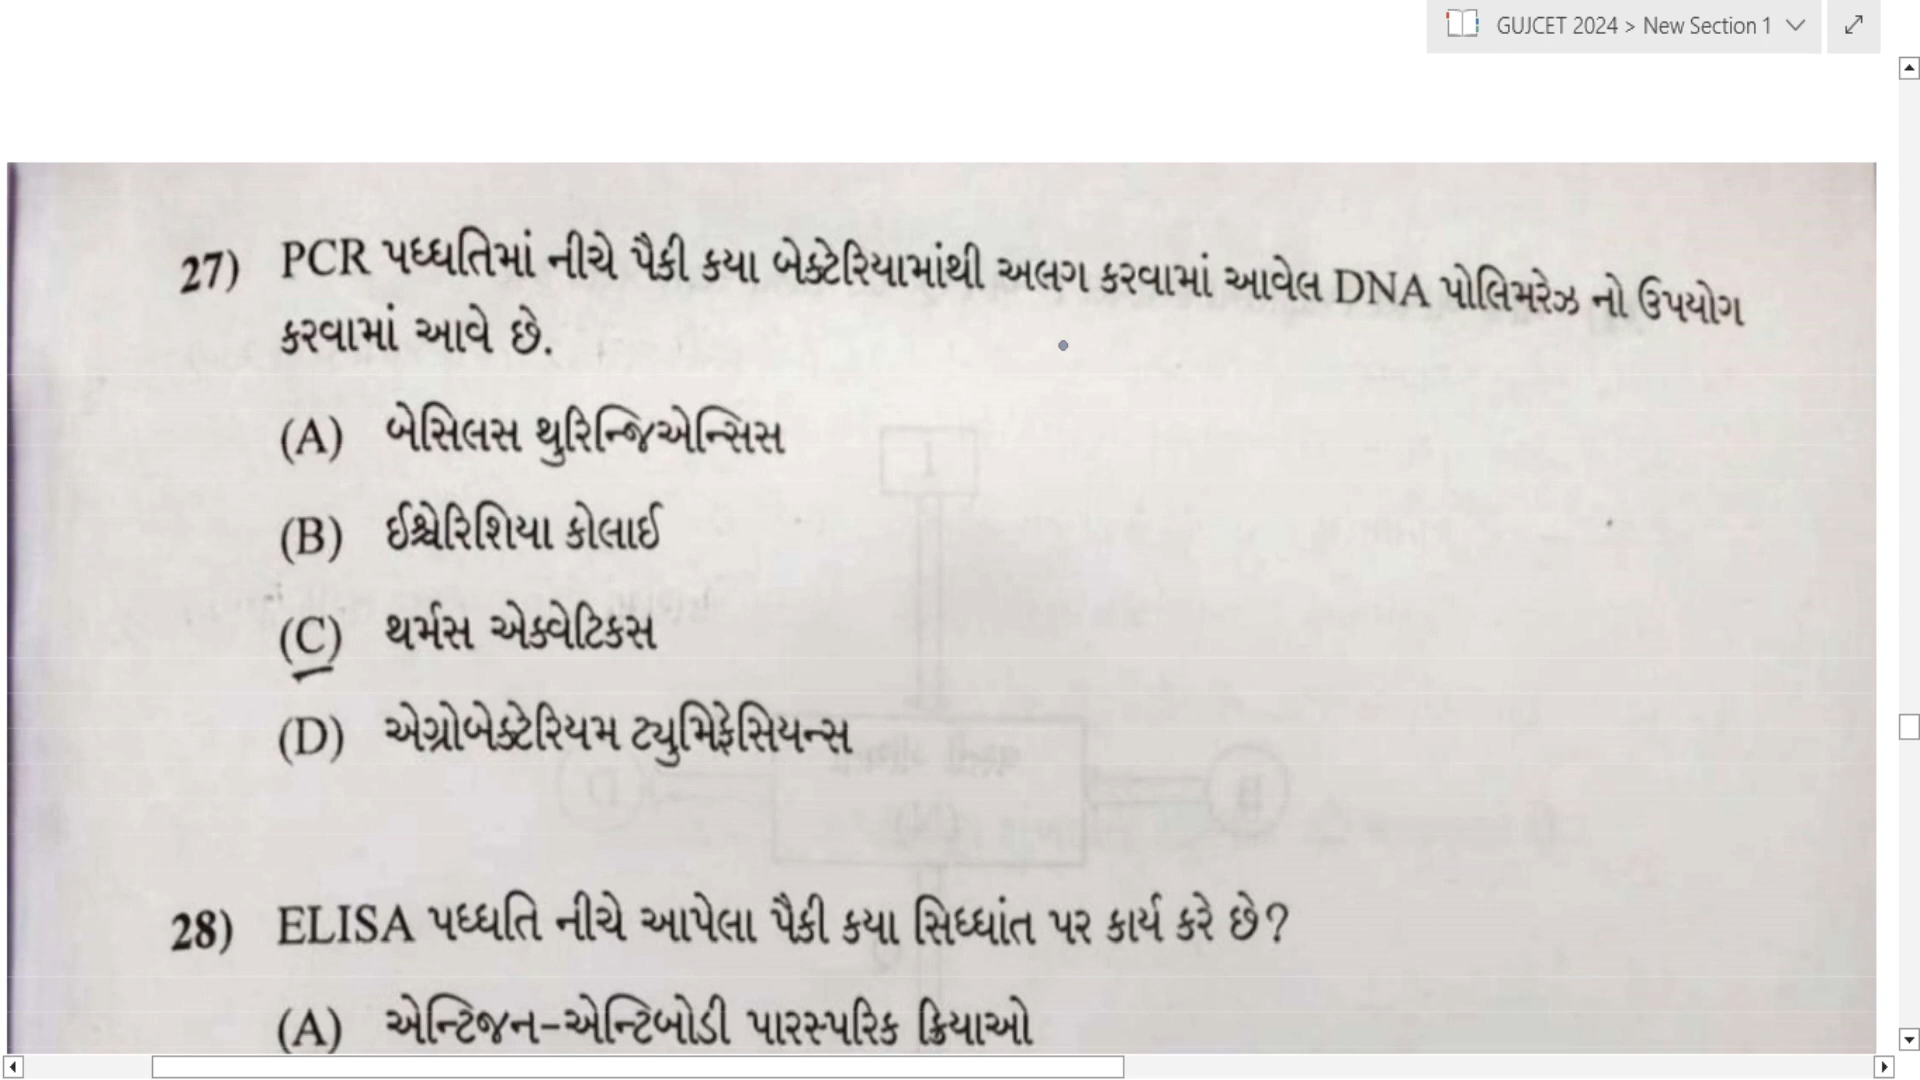 GUJCET 2024 > New Section 1
27) PCR પધ્ધતિમાં નીચે પૈકી કયા બેક્ટેરિયામાંથી અલગ કરવામાં આવેલ DNA પોલિમરેઝ નો ઉપયોગ
કરવામાં આવે છે.
(A) બેસિલસ થુરિન્જિએન્સિસ
(B) ઈશ્ચેરિશિયા કોલાઈ
(C) થર્મસ એક્વેટિકસ
(D) એગ્રોબેક્ટેરિયમ ટ્યુમિફેસિયન્સ
28) ELISA પધ્ધતિ નીચે આપેલા પૈકી કયા સિધ્ધાંત પર કાર્ય કરે છે?
(A) એન્ટિજન-એન્ટિબોડી પારસ્પરિક ક્રિયાઓ